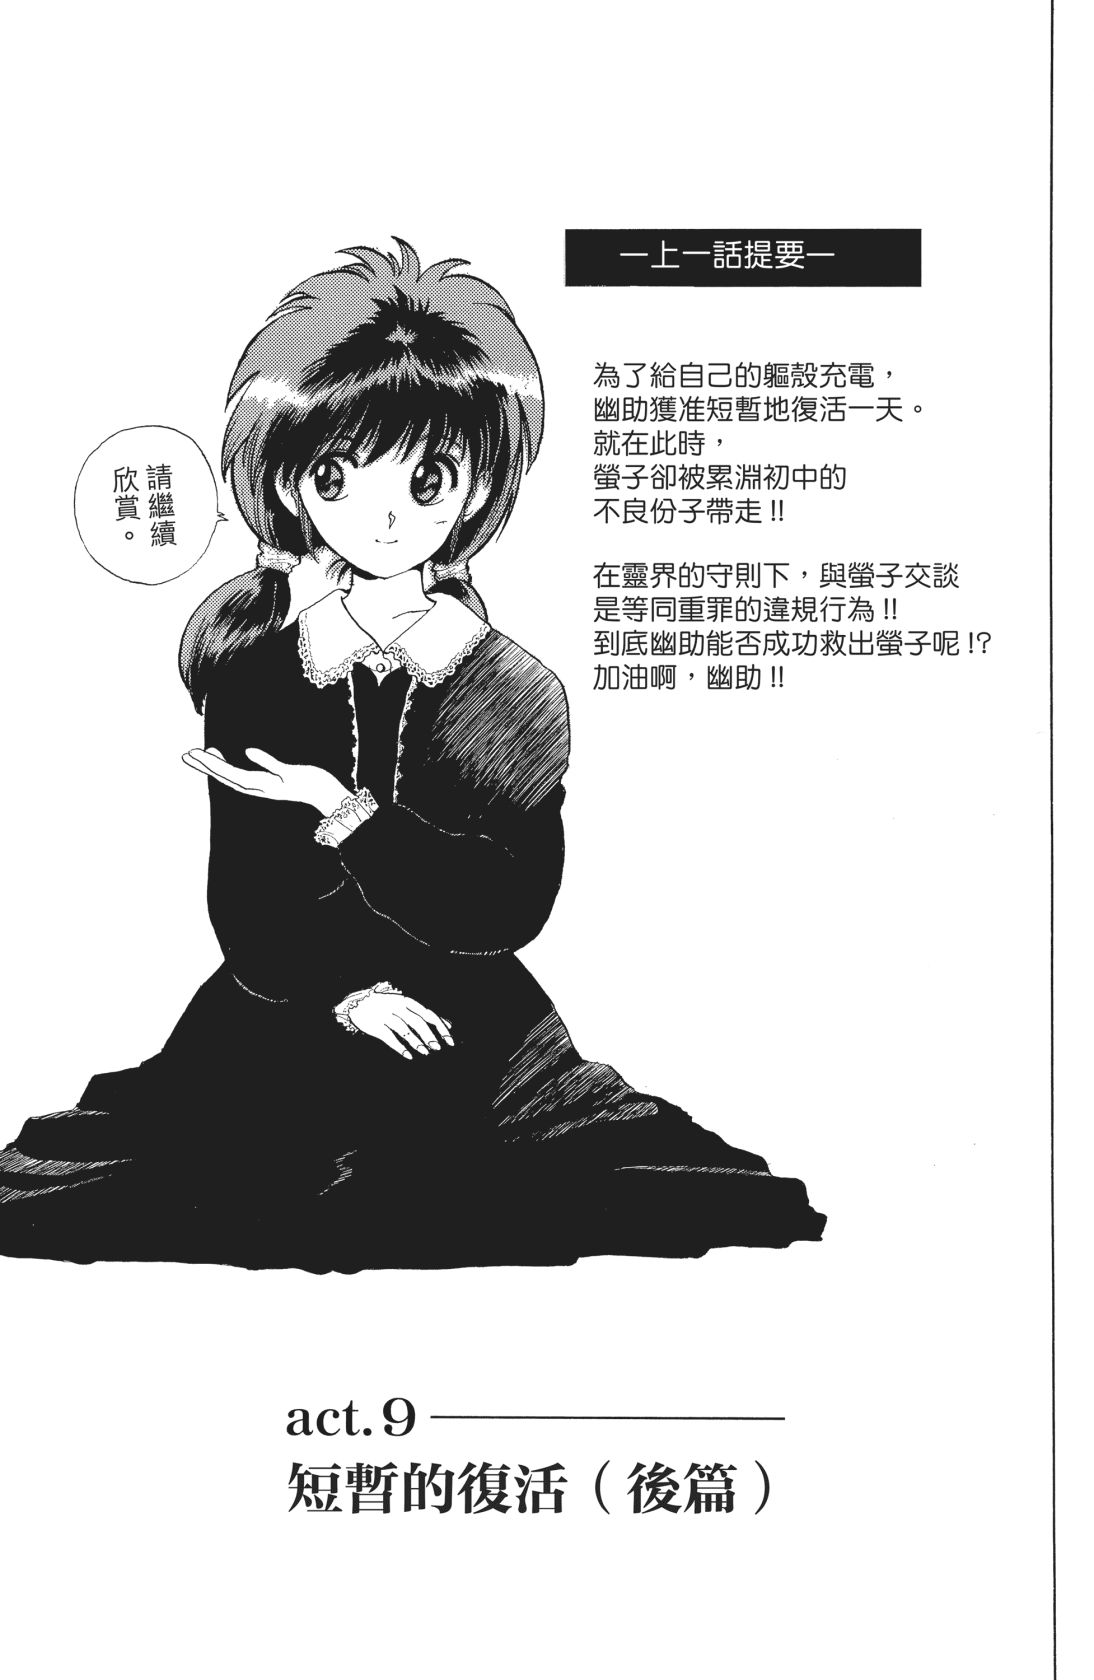 —上一話提要—
為了給自己的軀殼充電，
幽助獲准短暫地復活一天。
就在此時，
螢子卻被累淵初中的
不良份子帶走!!
在靈界的守則下，與螢子交談
是等同重罪的違規行為!!
到底幽助能否成功救出螢子呢!?
加油啊，幽助!!
請繼續
欣賞。
act.9
短暫的復活（後篇）